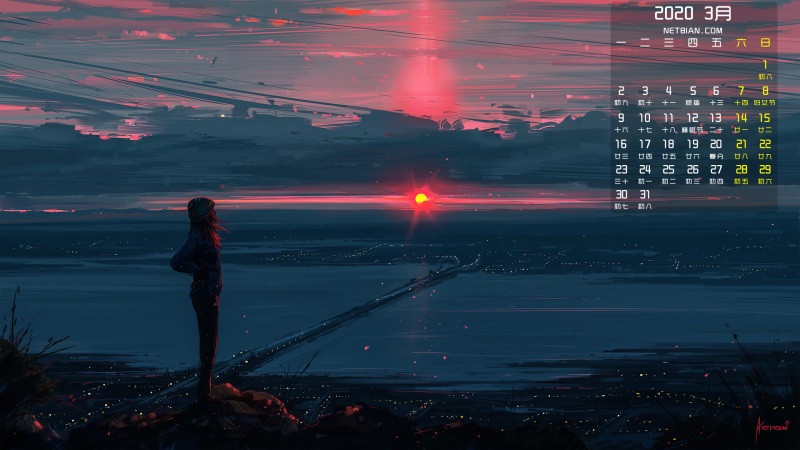 2020 3月
NETBIAN.COM
一 二 三 四 五 六 日
1
初八
2 3 4 5 6 7 8
初九 初十 十一 惊蛰 十三 十四 妇女节
9 10 11 12 13 14 15
十六 十七 十八 植树节 二十 廿一 廿二
16 17 18 19 20 21 22
廿三 廿四 廿五 廿六 春分 廿八 廿九
23 24 25 26 27 28 29
三十 初一 初二 初三 初四 初五 初六
30 31
初七 初八
Aenami